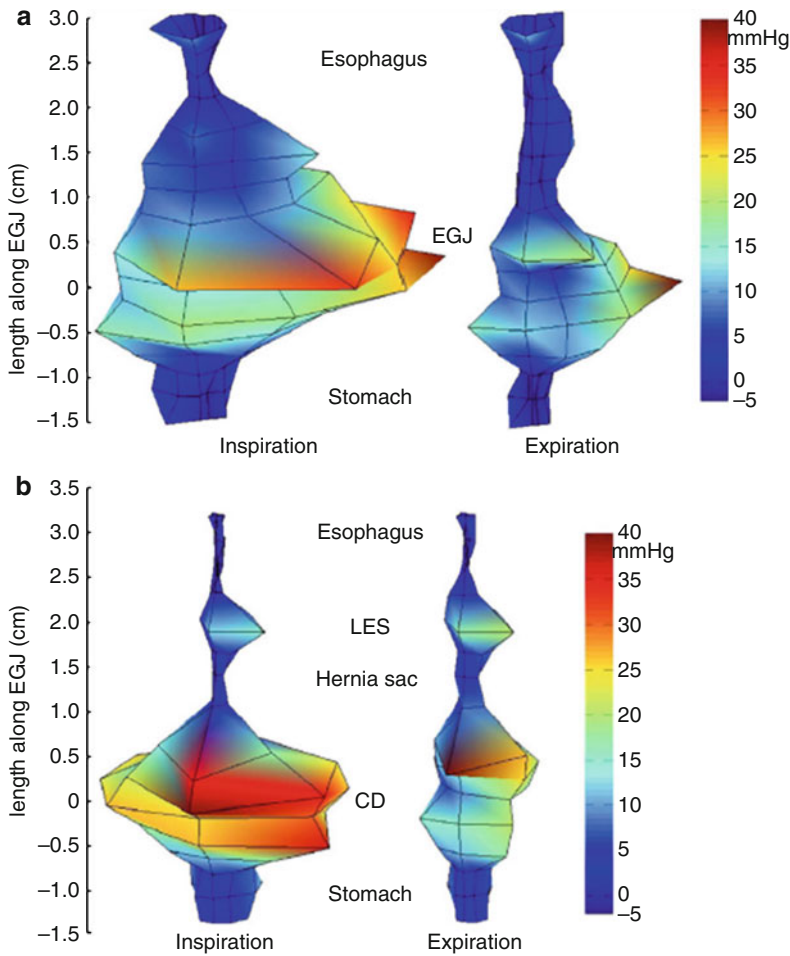 a
3.0
2.5
2.0
1.5
1.0
0.5
0
–0.5
–1.0
–1.5
length along EGJ (cm)
Esophagus
EGJ
Stomach
Inspiration
Expiration
40
mmHg
35
30
25
20
15
10
5
0
–5
b
3.5
3.0
2.5
2.0
1.5
1.0
0.5
0
–0.5
–1.0
–1.5
length along EGJ (cm)
Esophagus
LES
Hernia sac
CD
Stomach
Inspiration
Expiration
40
mmHg
35
30
25
20
15
10
5
0
–5